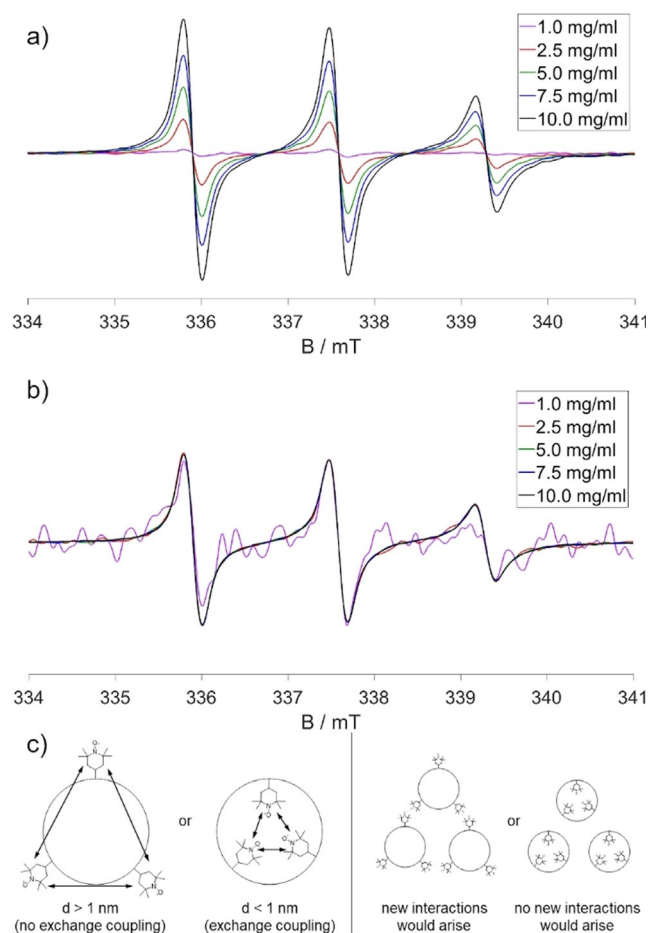 a)
1.0 mg/ml
2.5 mg/ml
5.0 mg/ml
7.5 mg/ml
10.0 mg/ml
334 335 336 337 338 339 340 341
B / mT
b)
1.0 mg/ml
2.5 mg/ml
5.0 mg/ml
7.5 mg/ml
10.0 mg/ml
334 335 336 337 338 339 340 341
B / mT
c)
or
or
d > 1 nm d < 1 nm new interactions no new interactions
(no exchange coupling) (exchange coupling) would arise would arise